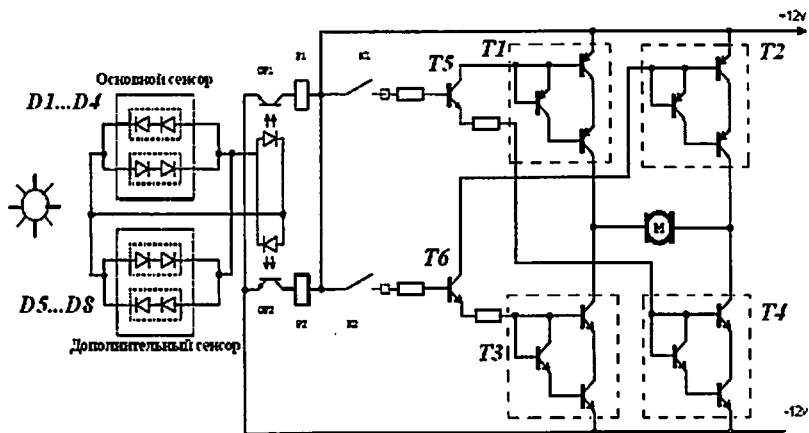 +12v
Основной сенсор
D1...D4
T5
T1
T2
M
T6
D5...D8
Дополнительный сенсор
T3
T4
-12v